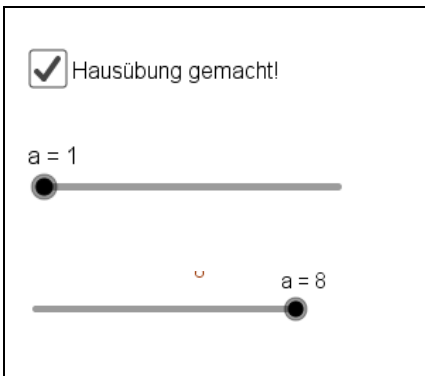 Hausübung gemacht!
a = 1
a = 8